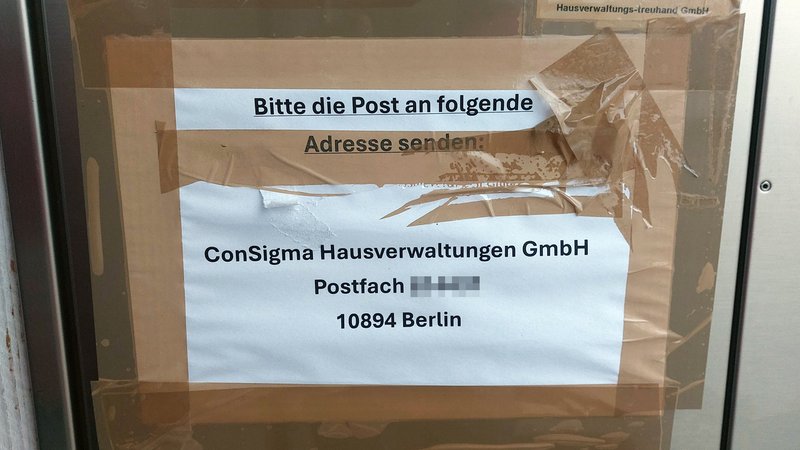 Hausverwaltungs-treuhand GmbH
Bitte die Post an folgende
Adresse senden:
ConSigma Hausverwaltungen GmbH
Postfach
10894 Berlin